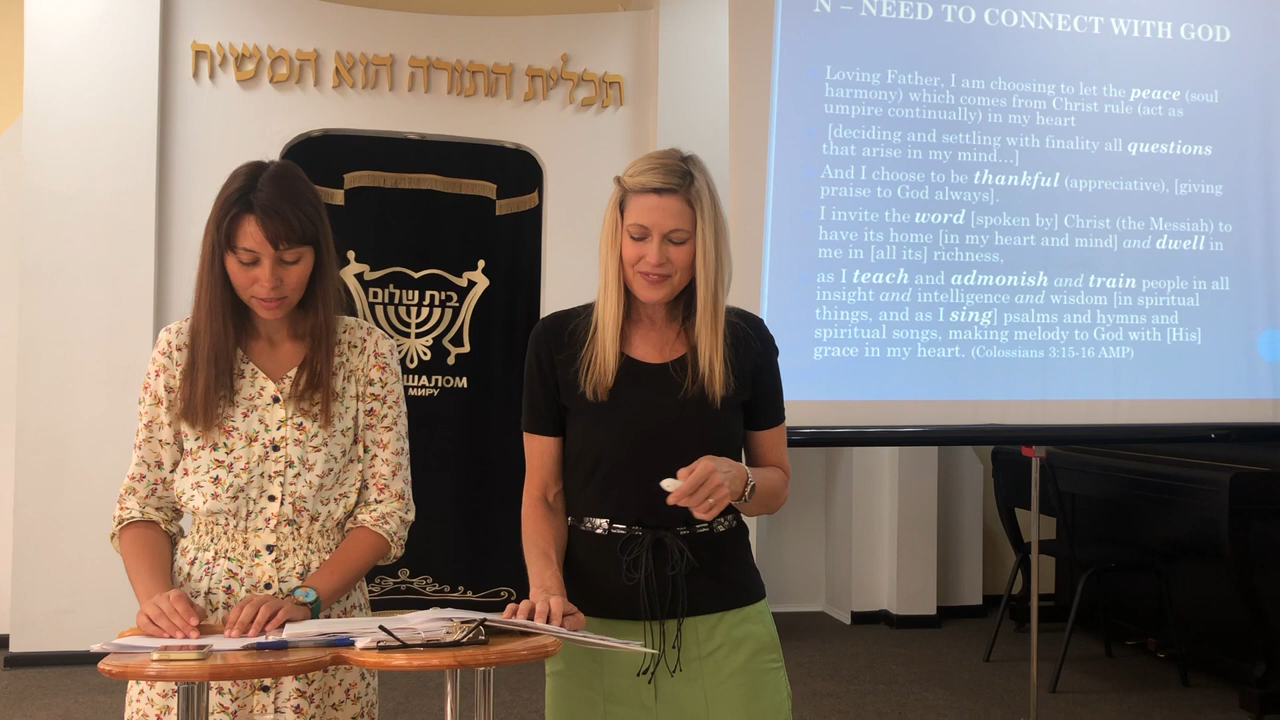 תכלית התורה הוא המשיח
בית שלום
ШАЛОМ
МИРУ
N – NEED TO CONNECT WITH GOD
Loving Father, I am choosing to let the peace (soul
harmony) which comes from Christ rule (act as
umpire continually) in my heart
[deciding and settling with finality all questions
that arise in my mind…]
And I choose to be thankful (appreciative), [giving
praise to God always].
I invite the word [spoken by] Christ (the Messiah) to
have its home [in my heart and mind] and dwell in
me in [all its] richness,
as I teach and admonish and train people in all
insight and intelligence and wisdom [in spiritual
things, and as I sing] psalms and hymns and
spiritual songs, making melody to God with [His]
grace in my heart. (Colossians 3:15-16 AMP)